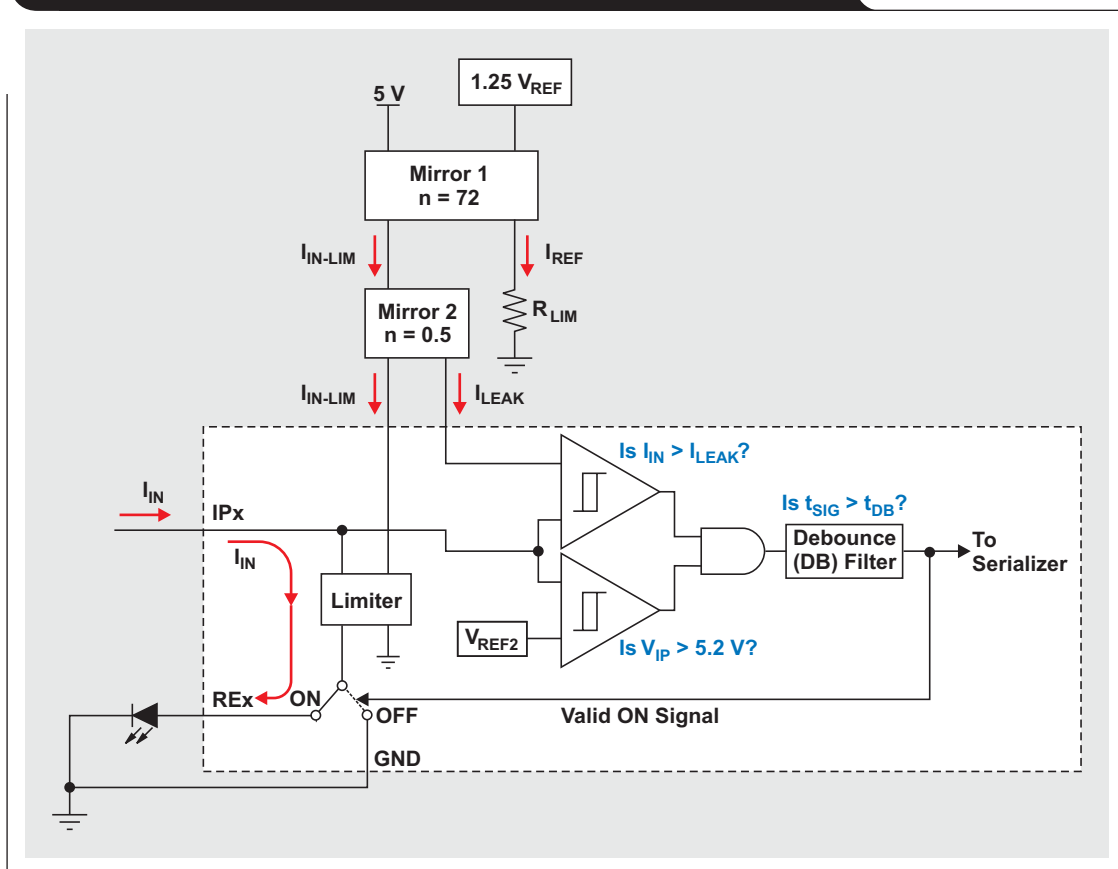 1.25 VREF
5 V
Mirror 1
n = 72
IIN-LIM
IREF
Mirror 2
n = 0.5
RLIM
IIN-LIM
ILEAK
Is IIN > ILEAK?
IIN
IPx
Is tSIG > tDB?
IIN
Debounce
(DB) Filter
To
Serializer
Limiter
VREF2
Is VIP > 5.2 V?
REx
ON
OFF
Valid ON Signal
GND